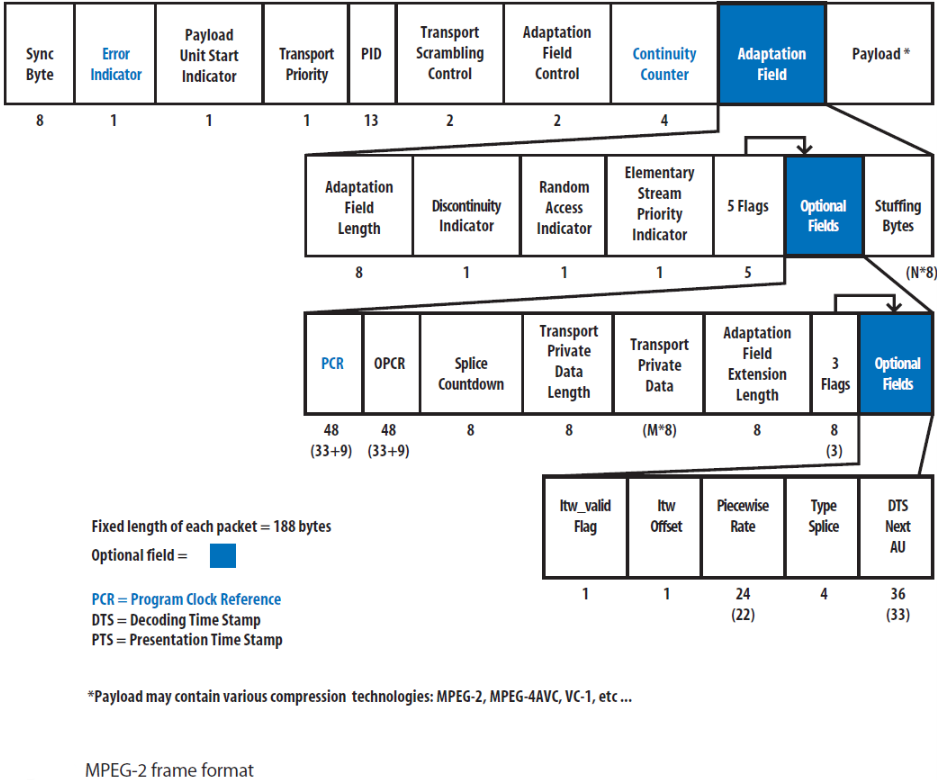 Sync
Byte
Error
Indicator
Payload
Unit Start
Indicator
Transport
Priority
PID
Transport
Scrambling
Control
Adaptation
Field
Control
Continuity
Counter
Adaptation
Field
Payload *
8
1
1
1
13
2
2
4
Adaptation
Field
Length
Discontinuity
Indicator
Random
Access
Indicator
Elementary
Stream
Priority
Indicator
5 Flags
Optional
Fields
Stuffing
Bytes
8
1
1
1
5
(N*8)
PCR
OPCR
Splice
Countdown
Transport
Private
Data
Length
Transport
Private
Data
Adaptation
Field
Extension
Length
3
Flags
Optional
Fields
48
(33+9)
48
(33+9)
8
8
(M*8)
8
8
(3)
ltw_valid
Flag
ltw
Offset
Piecewise
Rate
Type
Splice
DTS
Next
AU
1
1
24
(22)
4
36
(33)
Fixed length of each packet = 188 bytes
Optional field =
PCR = Program Clock Reference
DTS = Decoding Time Stamp
PTS = Presentation Time Stamp
*Payload may contain various compression technologies: MPEG-2, MPEG-4AVC, VC-1, etc ...
MPEG-2 frame format